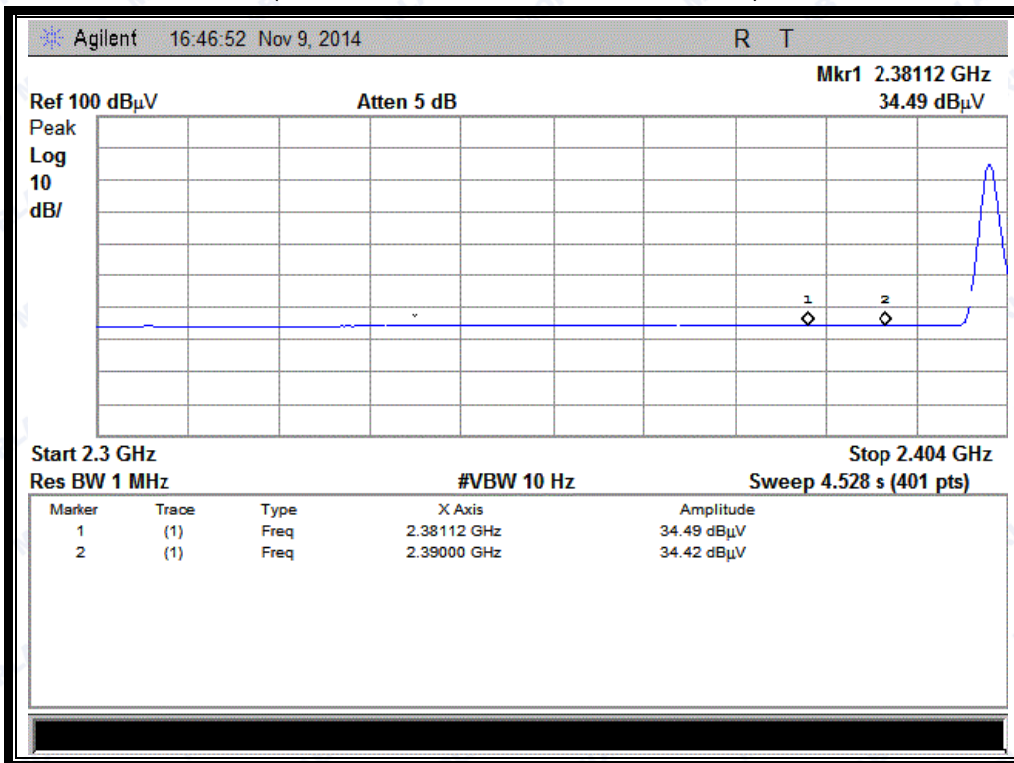 Agilent 16:46:52 Nov 9, 2014 R T
Mkr1 2.38112 GHz
Ref 100 dBμV Atten 5 dB 34.49 dBμV
Peak
Log
10
dB/
1 2
Start 2.3 GHz Stop 2.404 GHz
Res BW 1 MHz #VBW 10 Hz Sweep 4.528 s (401 pts)
Marker Trace Type X Axis Amplitude
1 (1) Freq 2.38112 GHz 34.49 dBμV
2 (1) Freq 2.39000 GHz 34.42 dBμV